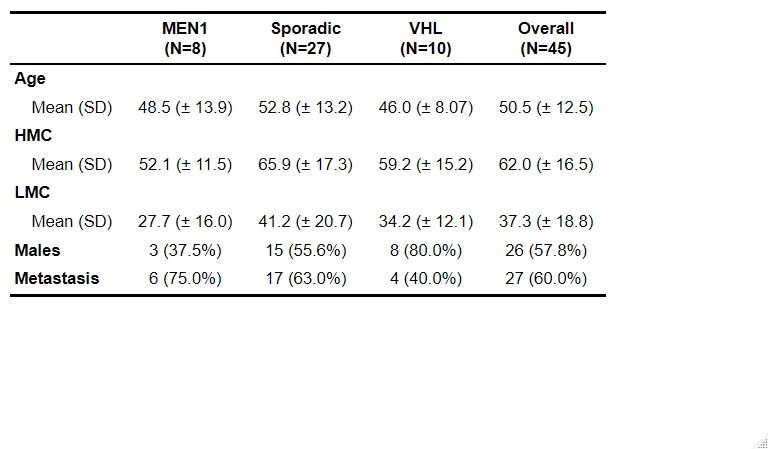 MEN1 Sporadic VHL Overall
(N=8) (N=27) (N=10) (N=45)
Age
Mean (SD) 48.5 (± 13.9) 52.8 (± 13.2) 46.0 (± 8.07) 50.5 (± 12.5)
HMC
Mean (SD) 52.1 (± 11.5) 65.9 (± 17.3) 59.2 (± 15.2) 62.0 (± 16.5)
LMC
Mean (SD) 27.7 (± 16.0) 41.2 (± 20.7) 34.2 (± 12.1) 37.3 (± 18.8)
Males 3 (37.5%) 15 (55.6%) 8 (80.0%) 26 (57.8%)
Metastasis 6 (75.0%) 17 (63.0%) 4 (40.0%) 27 (60.0%)